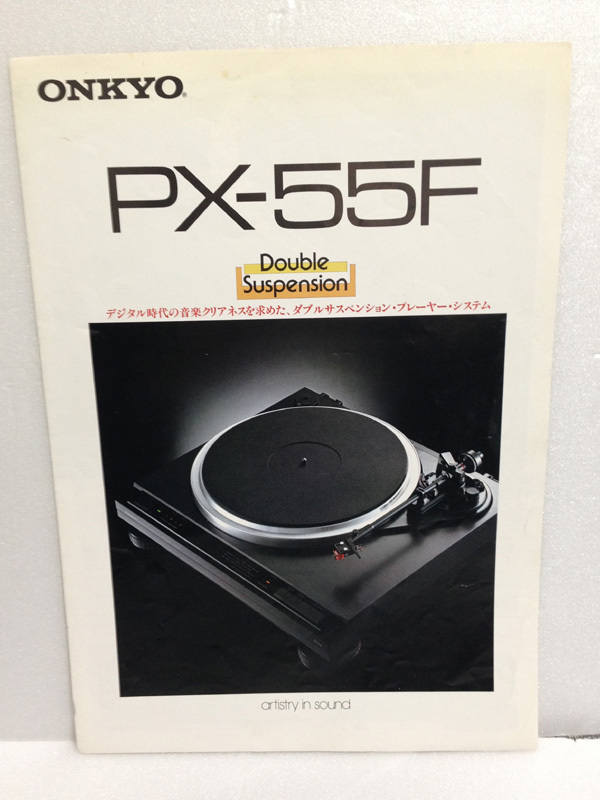 ONKYO®
PX-55F
Double
Suspension
デジタル時代の音楽クリアネスを求めた、ダブルサスペンション・プレーヤー・システム
artistry in sound